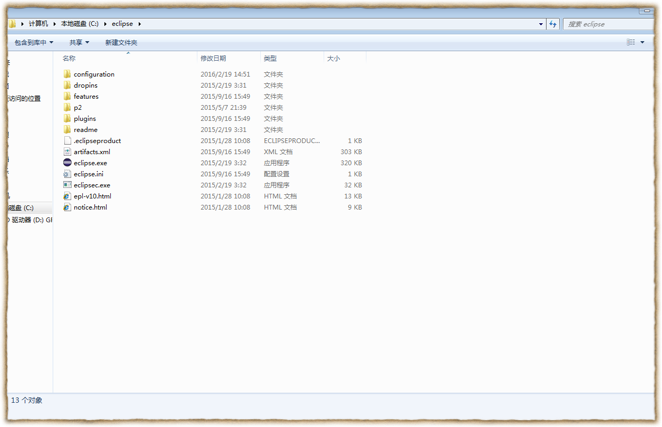 计算机 ▸ 本地磁盘 (C:) ▸ eclipse ▸ 搜索 eclipse
包含到库中 共享 新建文件夹
名称 修改日期 类型 大小
configuration 2016/2/19 14:51 文件夹
dropins 2015/2/19 3:31 文件夹
features 2015/9/16 15:49 文件夹
访问的位置
p2 2015/5/7 21:39 文件夹
plugins 2015/9/16 15:49 文件夹
readme 2015/2/19 3:31 文件夹
.eclipseproduct 2015/1/28 10:08 ECLIPSEPRODUC... 1 KB
artifacts.xml 2015/9/16 15:49 XML 文档 303 KB
eclipse.exe 2015/2/19 3:32 应用程序 320 KB
eclipse.ini 2015/9/16 15:49 配置设置 1 KB
eclipsec.exe 2015/2/19 3:32 应用程序 32 KB
epl-v10.html 2015/1/28 10:08 HTML 文档 13 KB
磁盘 (C:) notice.html 2015/1/28 10:08 HTML 文档 9 KB
驱动器 (D:) GI
13 个对象